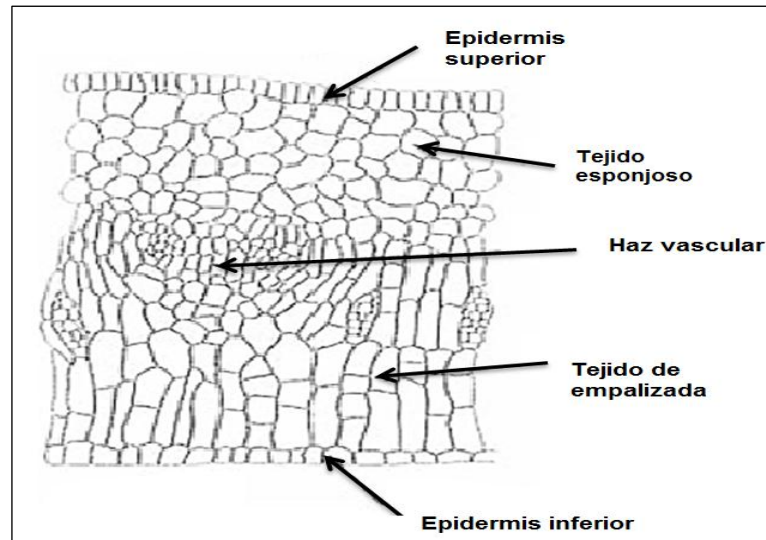 Epidermis
superior
Tejido
esponjoso
Haz vascular
Tejido de
empalizada
Epidermis inferior